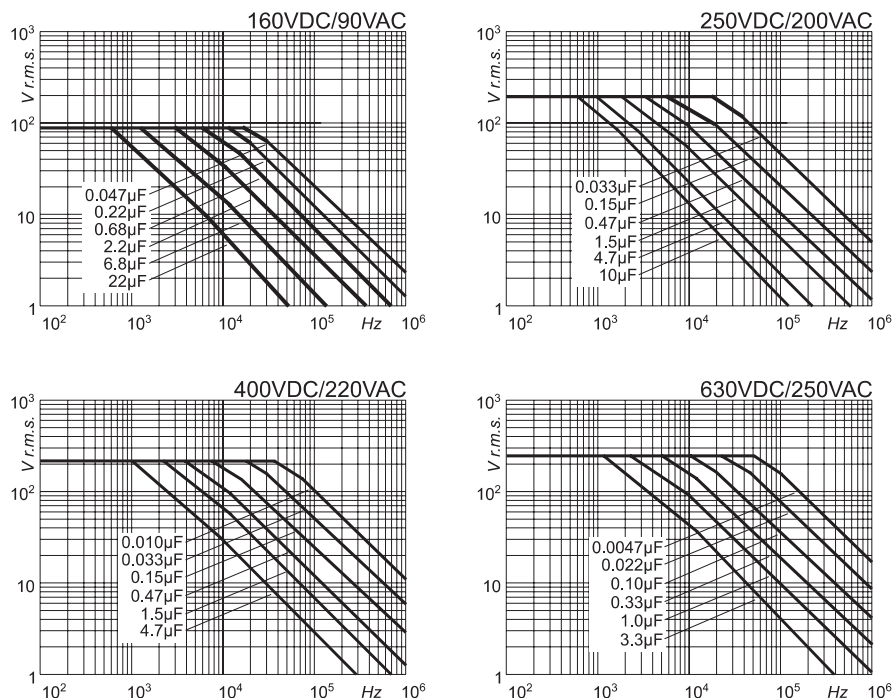 160VDC/90VAC
10³
V r.m.s.
10²
10
1
0.047µF
0.22µF
0.68µF
2.2µF
6.8µF
22µF
10² 10³ 10⁴ 10⁵ Hz 10⁶
250VDC/200VAC
10³
V r.m.s.
10²
10
1
0.033µF
0.15µF
0.47µF
1.5µF
4.7µF
10µF
10² 10³ 10⁴ 10⁵ Hz 10⁶
400VDC/220VAC
10³
V r.m.s.
10²
10
1
0.010µF
0.033µF
0.15µF
0.47µF
1.5µF
4.7µF
10² 10³ 10⁴ 10⁵ Hz 10⁶
630VDC/250VAC
10³
V r.m.s.
10²
10
1
0.0047µF
0.022µF
0.10µF
0.33µF
1.0µF
3.3µF
10² 10³ 10⁴ 10⁵ Hz 10⁶